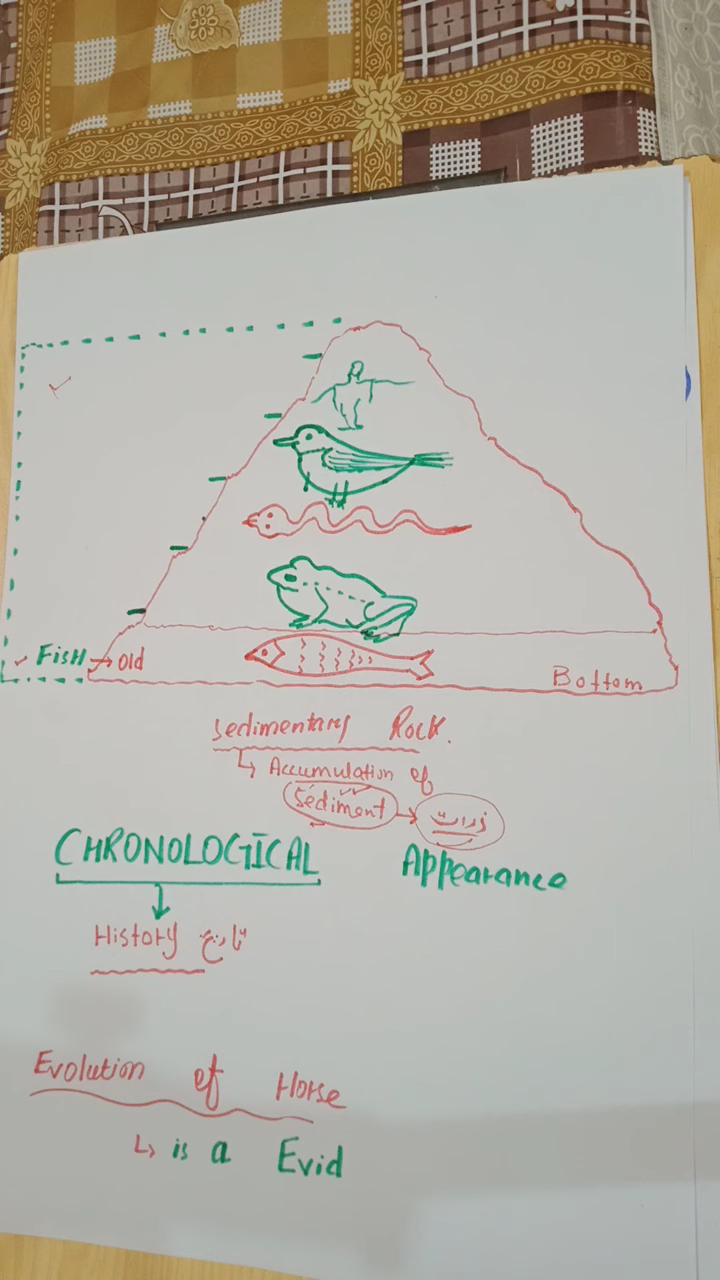 FisH → Old
Bottom
Sedimentary Rock.
↳ Accumulation of
Sediment → ذرات
CHRONOLOGICAL Appearance
History تاریخ
Evolution of Horse
↳ is a Evid